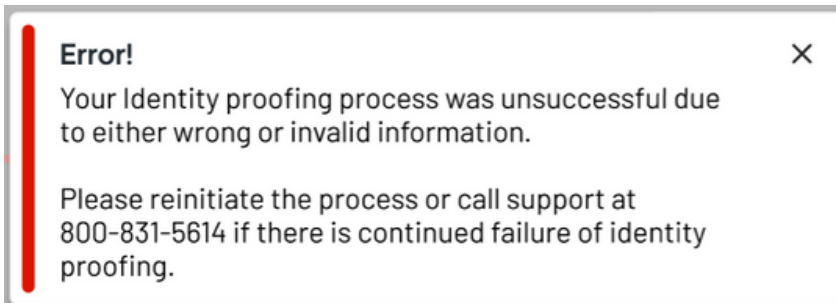 Error!
Your Identity proofing process was unsuccessful due
to either wrong or invalid information.
Please reinitiate the process or call support at
800-831-5614 if there is continued failure of identity
proofing.